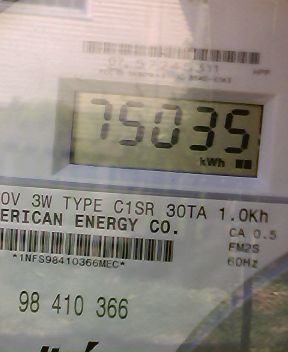 75035
kWh
0V 3W TYPE C1SR 30TA 1.0Kh
ERICAN ENERGY CO.
CA 0.5
FM2S
60Hz
*1NFS98410366MEC*
98 410 366